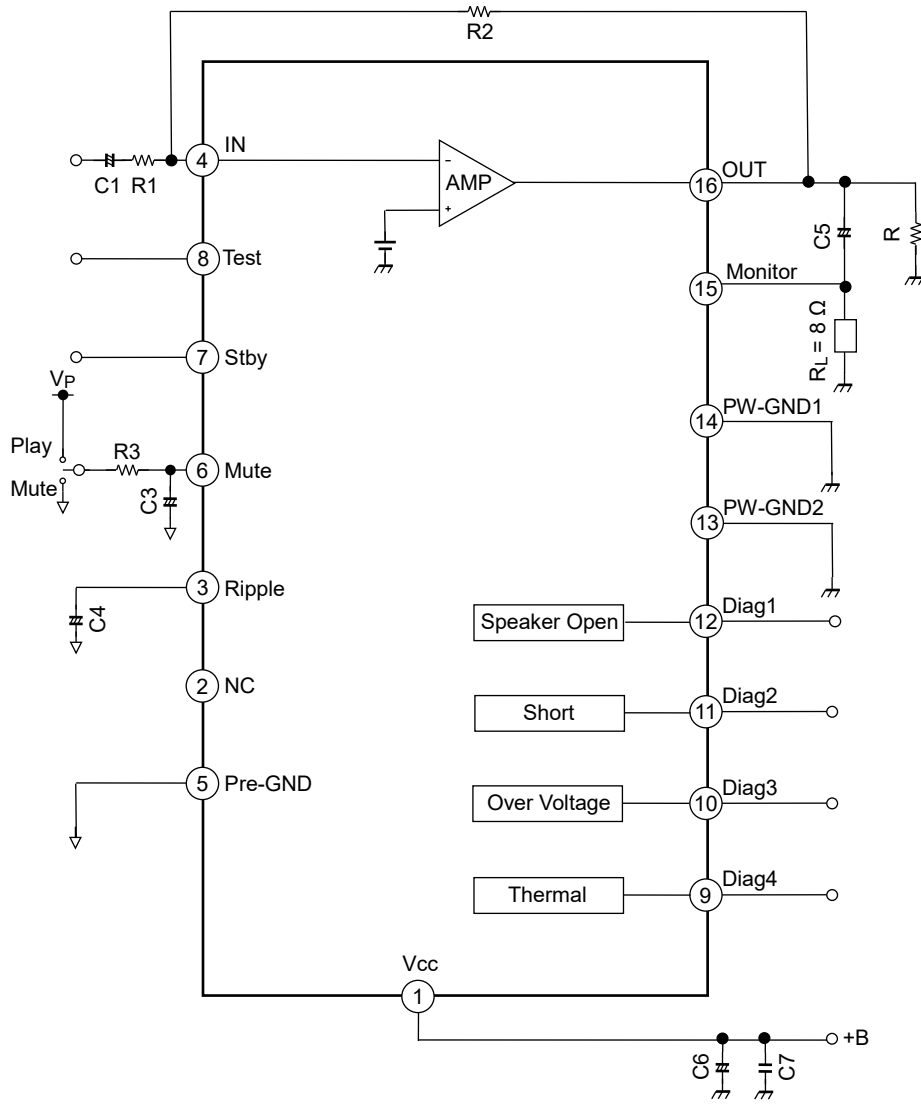 R2
IN
4
C1
R1
AMP
−
+
OUT
16
C5
R
8
Test
Monitor
15
RL = 8 Ω
7
Stby
VP
PW-GND1
14
Play
R3
6
Mute
Mute
C3
PW-GND2
13
3
Ripple
C4
Speaker Open
12
Diag1
2
NC
Short
11
Diag2
5
Pre-GND
Over Voltage
10
Diag3
Thermal
9
Diag4
Vcc
1
+B
C6
C7